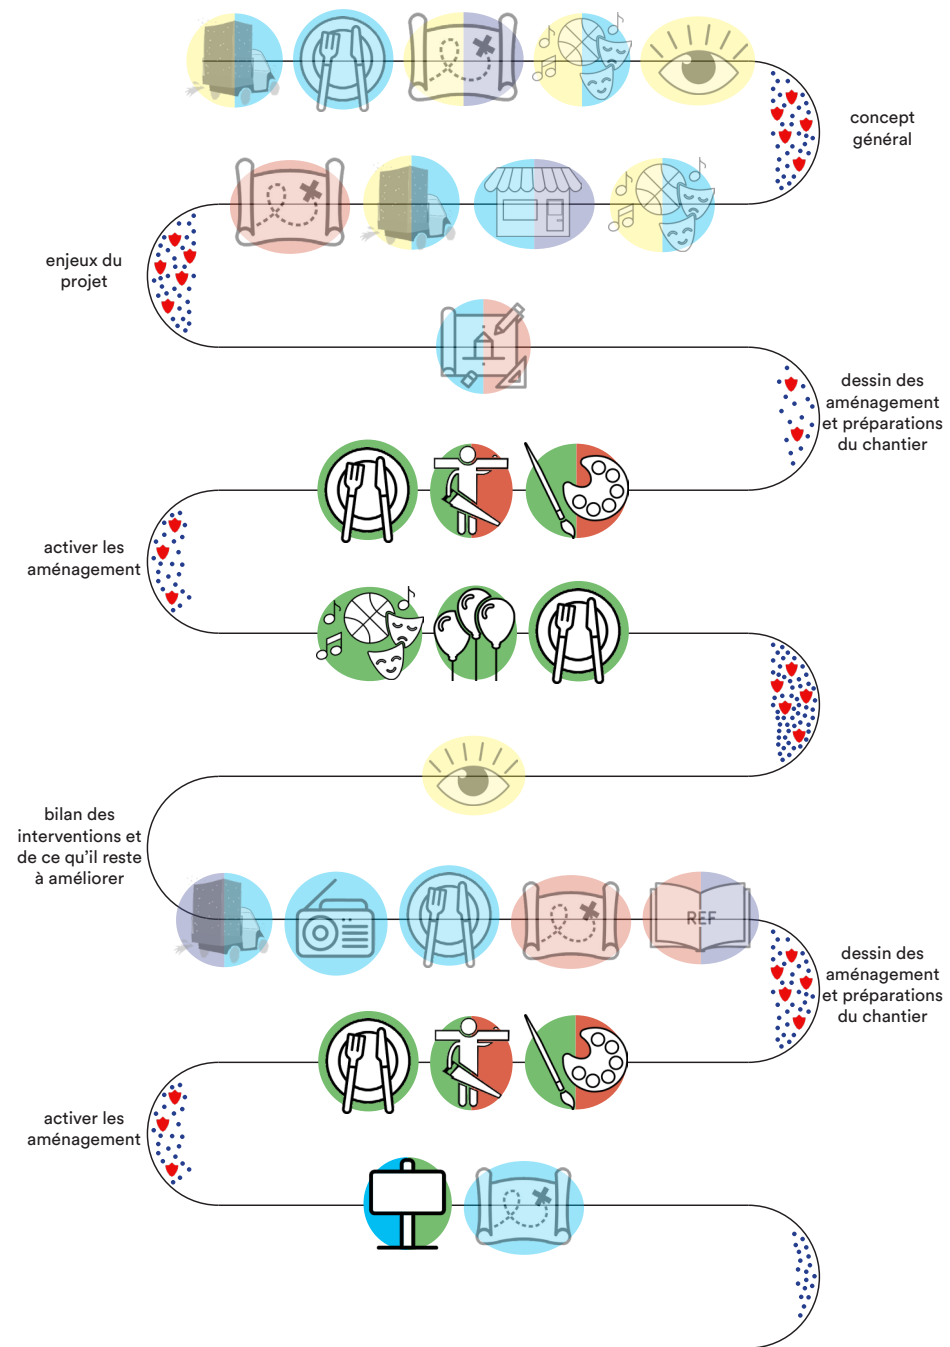 concept
général
enjeux du
projet
dessin des
aménagement
et préparations
du chantier
activer les
aménagement
bilan des
interventions et
de ce qu'il reste
à améliorer
REF
dessin des
aménagement
et préparations
du chantier
activer les
aménagement